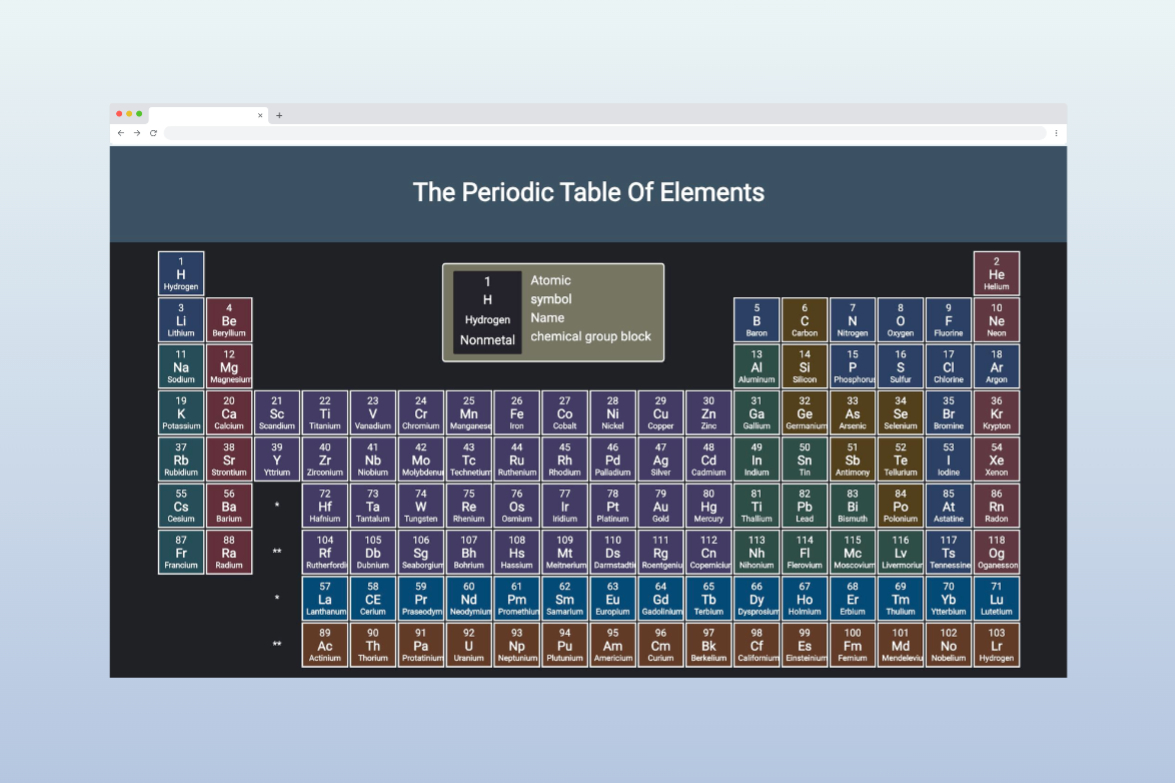 The Periodic Table Of Elements
1 2
H He
Hydrogen Helium
1 Atomic
H symbol
Hydrogen Name
Nonmetal chemical group block
3 4 5 6 7 8 9 10
Li Be B C N O F Ne
Lithium Beryllium Baron Carbon Nitrogen Oxygen Fluorine Neon
11 12 13 14 15 16 17 18
Na Mg Al Si P S Cl Ar
Sodium Magnesium Aluminum Silicon Phosphoru Sulfur Chlorine Argon
19 20 21 22 23 24 25 26 27 28 29 30 31 32 33 34 35 36
K Ca Sc Ti V Cr Mn Fe Co Ni Cu Zn Ga Ge As Se Br Kr
Potassium Calcium Scandium Titanium Vanadium Chromium Manganese Iron Cobalt Nickel Copper Zinc Gallium Germanium Arsenic Selenium Bromine Krypton
37 38 39 40 41 42 43 44 45 46 47 48 49 50 51 52 53 54
Rb Sr Y Zr Nb Mo Tc Ru Rh Pd Ag Cd In Sn Sb Te I Xe
Rubidium Strontium Yttrium Zirconium Niobium Molybdenu Technetium Ruthenium Rhodium Palladium Silver Cadmium Indium Tin Antimony Tellurium Iodine Xenon
55 56 72 73 74 75 76 77 78 79 80 81 82 83 84 85 86
Cs Ba * Hf Ta W Re Os Ir Pt Au Hg Ti Pb Bi Po At Rn
Cesium Barium Hafnium Tantalum Tungsten Rhenium Osmium Iridium Platinum Gold Mercury Thallium Lead Bismuth Polonium Astatine Radon
87 88 104 105 106 107 108 109 110 111 112 113 114 115 116 117 118
Fr Ra ** Rf Db Sg Bh Hs Mt Ds Rg Cn Nh Fl Mc Lv Ts Og
Francium Radium Rutherfordi Dubnium Seaborgium Bohrium Hassium Meitnerium Darmstadti Roentgeniu Coperniciur Nihonium Flerovium Moscovium Livermoriur Tennessine Oganesson
57 58 59 60 61 62 63 64 65 66 67 68 69 70 71
* La CE Pr Nd Pm Sm Eu Gd Tb Dy Ho Er Tm Yb Lu
Lanthanum Cerium Praseodym Neodymium Promethiun Samarium Europium Gadolinium Terbium Dysprosium Holmium Erbium Thulium Ytterbium Lutetium
89 90 91 92 93 94 95 96 97 98 99 100 101 102 103
** Ac Th Pa U Np Pu Am Cm Bk Cf Es Fm Md No Lr
Actinium Thorium Protatinium Uranium Neptunium Plutunium Americium Curium Berkelium Californium Einsteinium Femium Mendeleviu Nobelium Hydrogen